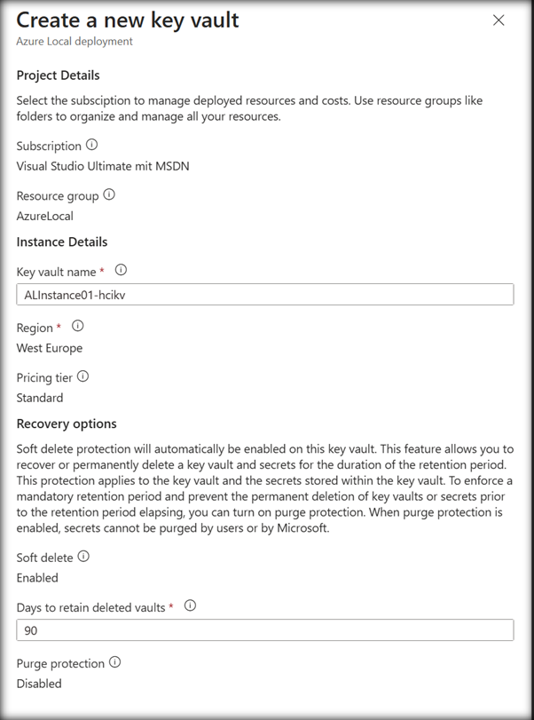 Create a new key vault
Azure Local deployment
Project Details
Select the subsciption to manage deployed resources and costs. Use resource groups like
folders to organize and manage all your resources.
Subscription
Visual Studio Ultimate mit MSDN
Resource group
AzureLocal
Instance Details
Key vault name *
ALInstance01-hcikv
Region *
West Europe
Pricing tier
Standard
Recovery options
Soft delete protection will automatically be enabled on this key vault. This feature allows you to
recover or permanently delete a key vault and secrets for the duration of the retention period.
This protection applies to the key vault and the secrets stored within the key vault. To enforce a
mandatory retention period and prevent the permanent deletion of key vaults or secrets prior
to the retention period elapsing, you can turn on purge protection. When purge protection is
enabled, secrets cannot be purged by users or by Microsoft.
Soft delete
Enabled
Days to retain deleted vaults *
90
Purge protection
Disabled